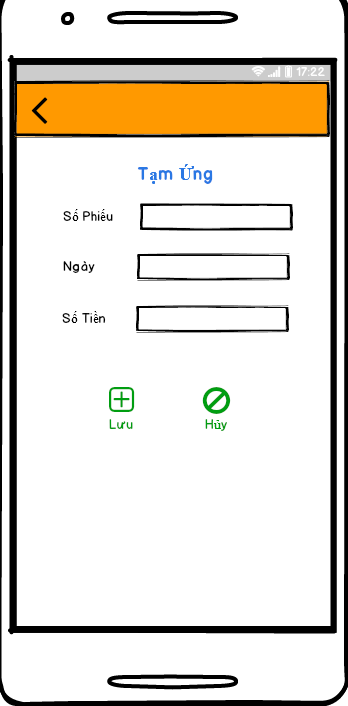 17:22
Tạm Ứng
Số Phiếu
Ngày
Số Tiền
Lưu
Hủy